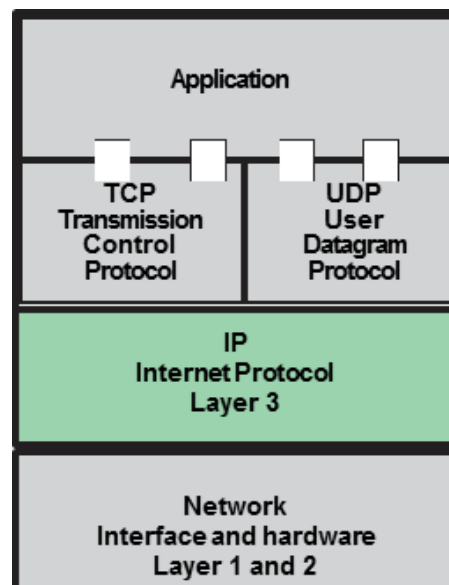 Application
TCP
Transmission
Control
Protocol
UDP
User
Datagram
Protocol
IP
Internet Protocol
Layer 3
Network
Interface and hardware
Layer 1 and 2